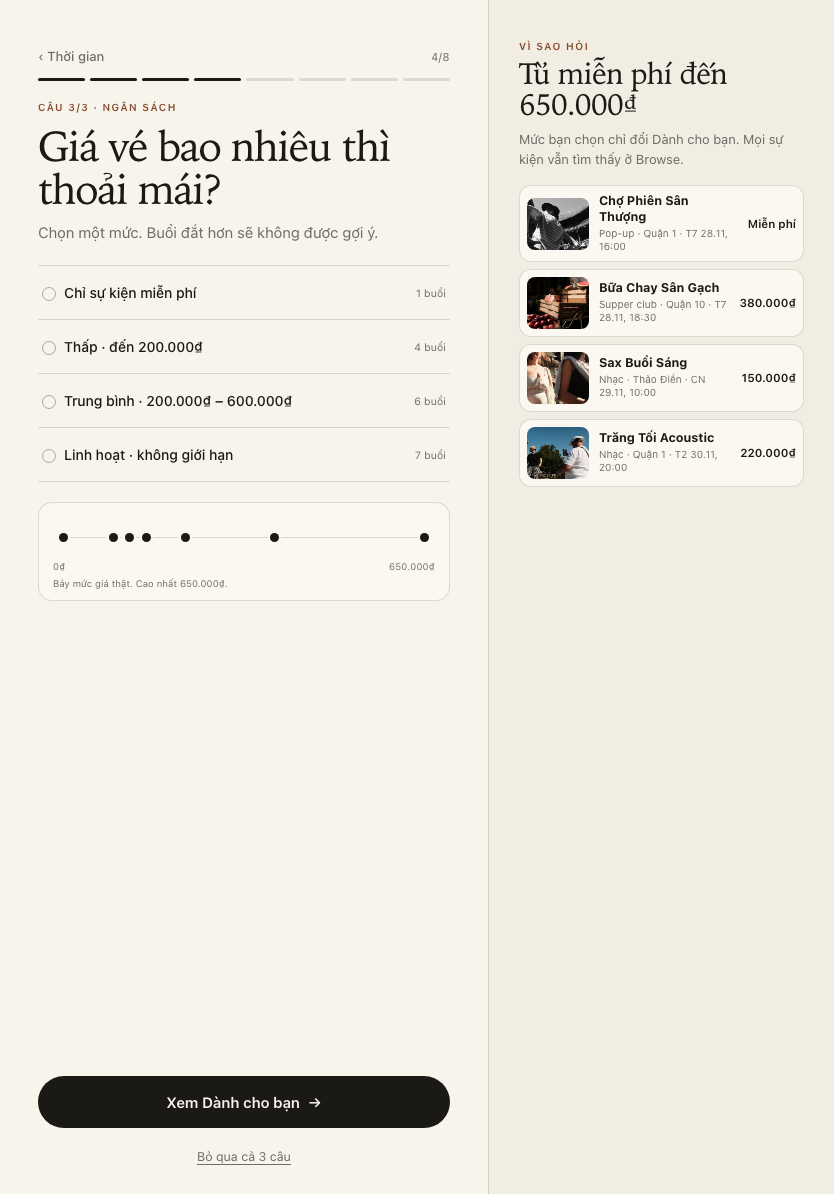 ‹ Thời gian
4/8
CÂU 3/3 · NGÂN SÁCH
Giá vé bao nhiêu thì
thoải mái?
Chọn một mức. Buổi đắt hơn sẽ không được gợi ý.
Chỉ sự kiện miễn phí
1 buổi
Thấp · đến 200.000₫
4 buổi
Trung bình · 200.000₫ – 600.000₫
6 buổi
Linh hoạt · không giới hạn
7 buổi
0₫
650.000₫
Bảy mức giá thật. Cao nhất 650.000₫.
Xem Dành cho bạn →
Bỏ qua cả 3 câu
VÌ SAO HỎI
Từ miễn phí đến
650.000₫
Mức bạn chọn chỉ đổi Dành cho bạn. Mọi sự
kiện vẫn tìm thấy ở Browse.
Chợ Phiên Sân
Thượng
Pop-up · Quận 1 · T7 28.11,
16:00
Miễn phí
Bữa Chay Sân Gạch
Supper club · Quận 10 · T7
28.11, 18:30
380.000₫
Sax Buổi Sáng
Nhạc · Thảo Điền · CN
29.11, 10:00
150.000₫
Trăng Tối Acoustic
Nhạc · Quận 1 · T2 30.11,
20:00
220.000₫